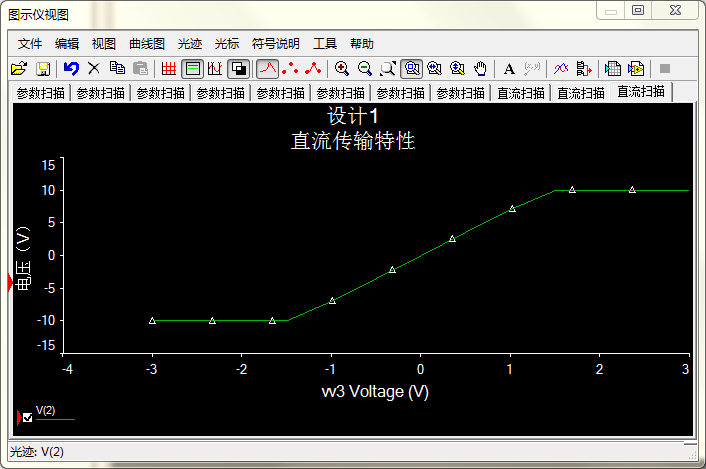 图示仪视图
文件 编辑 视图 曲线图 光迹 光标 符号说明 工具 帮助
参数扫描 参数扫描 参数扫描 参数扫描 参数扫描 参数扫描 参数扫描 参数扫描 直流扫描 直流扫描 直流扫描
设计1
直流传输特性
15
10
5
0
-5
-10
-15
电压（V）
-4 -3 -2 -1 0 1 2 3
vv3 Voltage (V)
V(2)
光迹: V(2)